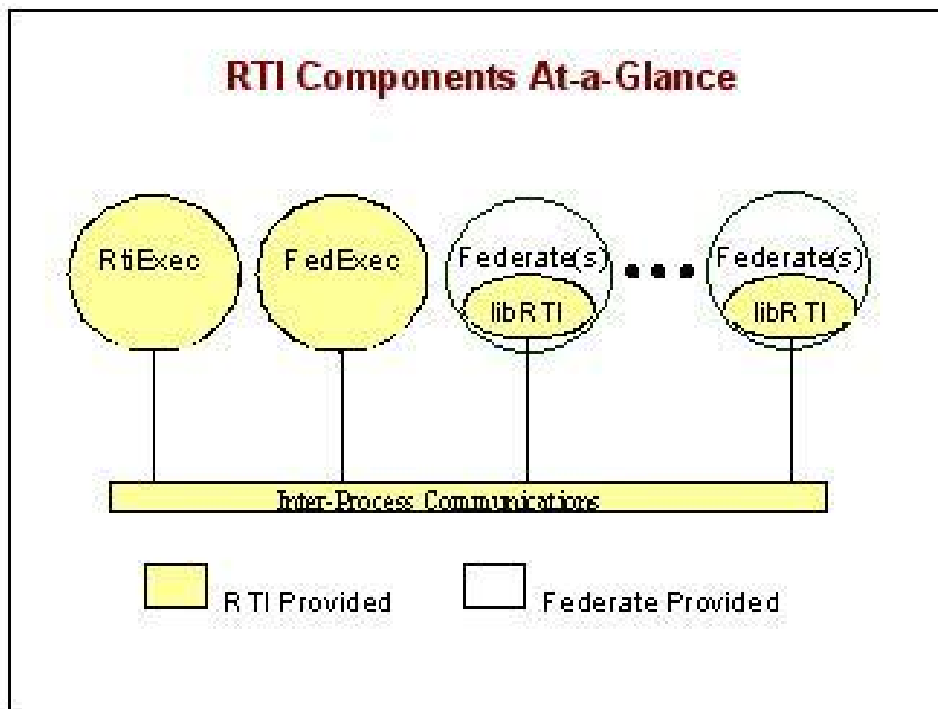 RTI Components At-a-Glance
RtiExec
FedExec
Federate(s)
libRTI
Federate(s)
libRTI
Inter-Process Communications
RTI Provided
Federate Provided